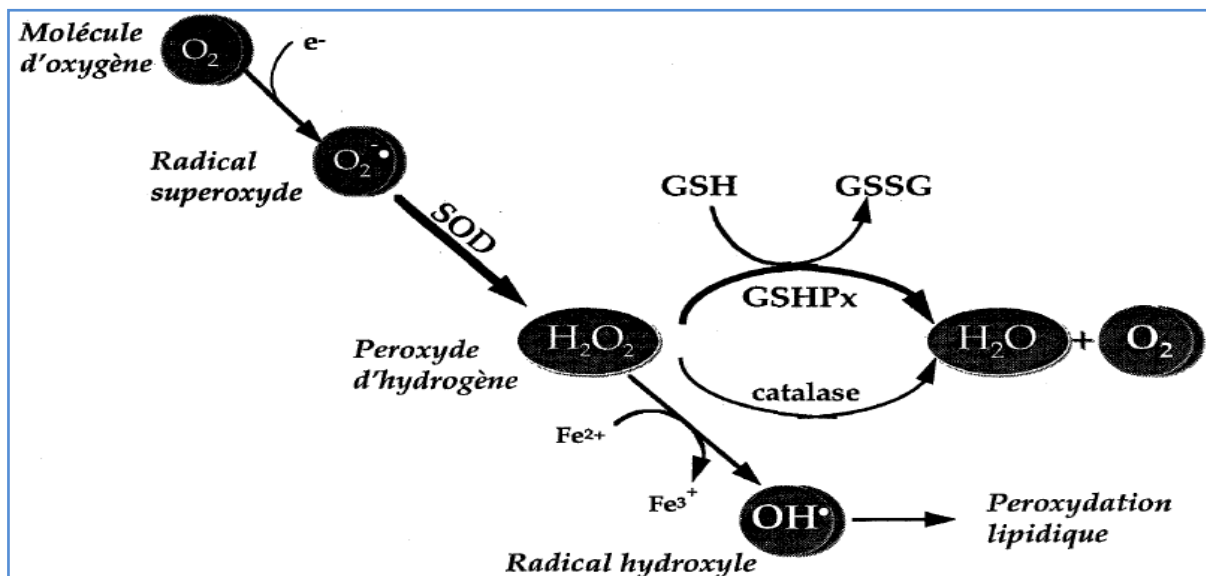 Molécule
d'oxygène
O₂
e-
Radical
superoxyde
O₂⁻•
SOD
GSH
GSSG
GSHPx
Peroxyde
d'hydrogène
H₂O₂
H₂O + O₂
catalase
Fe²⁺
Fe³⁺
OH•
Radical hydroxyle
Peroxydation
lipidique